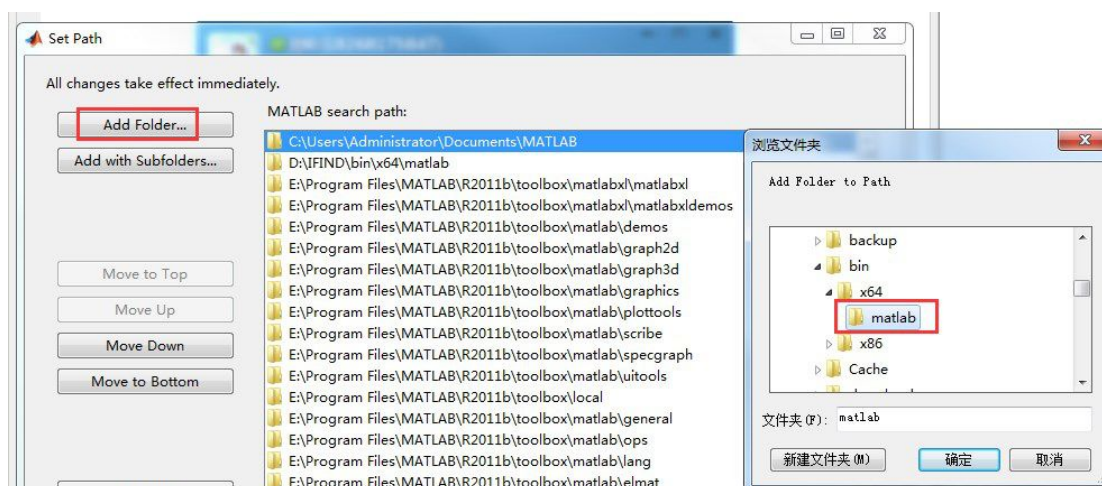 Set Path
All changes take effect immediately.
Add Folder...
Add with Subfolders...
Move to Top
Move Up
Move Down
Move to Bottom
MATLAB search path:
C:\Users\Administrator\Documents\MATLAB
D:\IFIND\bin\x64\matlab
E:\Program Files\MATLAB\R2011b\toolbox\matlabxl\matlabxl
E:\Program Files\MATLAB\R2011b\toolbox\matlabxl\matlabxldemos
E:\Program Files\MATLAB\R2011b\toolbox\matlab\demos
E:\Program Files\MATLAB\R2011b\toolbox\matlab\graph2d
E:\Program Files\MATLAB\R2011b\toolbox\matlab\graph3d
E:\Program Files\MATLAB\R2011b\toolbox\matlab\graphics
E:\Program Files\MATLAB\R2011b\toolbox\matlab\plottools
E:\Program Files\MATLAB\R2011b\toolbox\matlab\scribe
E:\Program Files\MATLAB\R2011b\toolbox\matlab\specgraph
E:\Program Files\MATLAB\R2011b\toolbox\matlab\uitools
E:\Program Files\MATLAB\R2011b\toolbox\local
E:\Program Files\MATLAB\R2011b\toolbox\matlab\general
E:\Program Files\MATLAB\R2011b\toolbox\matlab\ops
E:\Program Files\MATLAB\R2011b\toolbox\matlab\lang
E:\Program Files\MATLAB\R2011b\toolbox\matlab\elmat
浏览文件夹
Add Folder to Path
backup
bin
x64
matlab
x86
Cache
文件夹(F): matlab
新建文件夹(M) 确定 取消